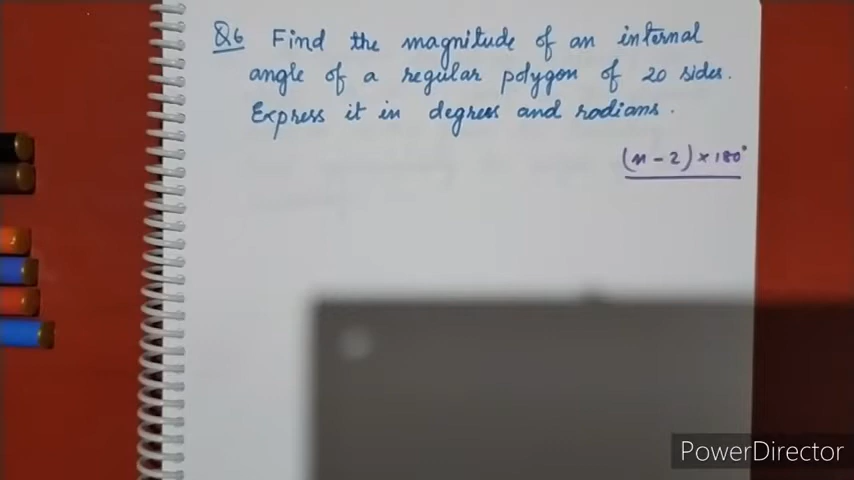 Q6 Find the magnitude of an internal
angle of a regular polygon of 20 sides.
Express it in degrees and radians.
(n-2)×180°
PowerDirector